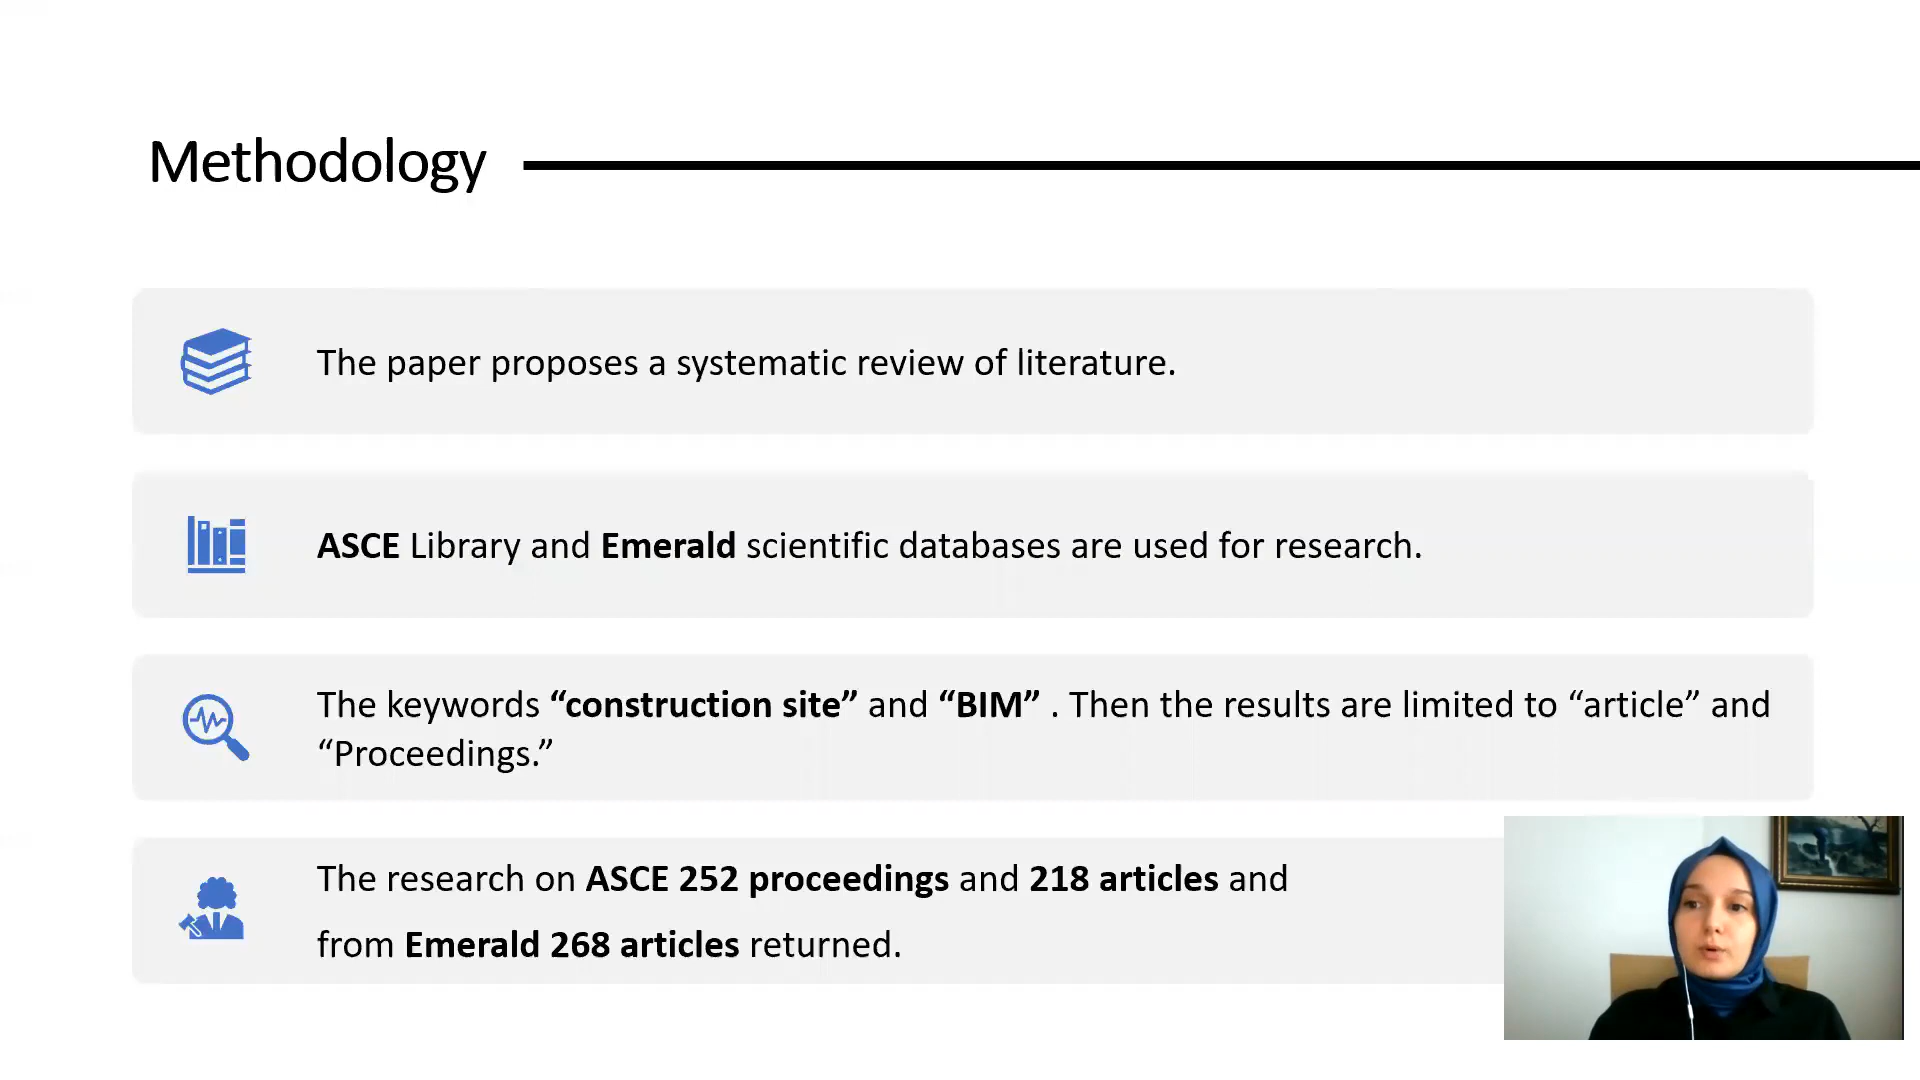 Methodology
The paper proposes a systematic review of literature.
ASCE Library and Emerald scientific databases are used for research.
The keywords “construction site” and “BIM” . Then the results are limited to “article” and
“Proceedings.”
The research on ASCE 252 proceedings and 218 articles and
from Emerald 268 articles returned.